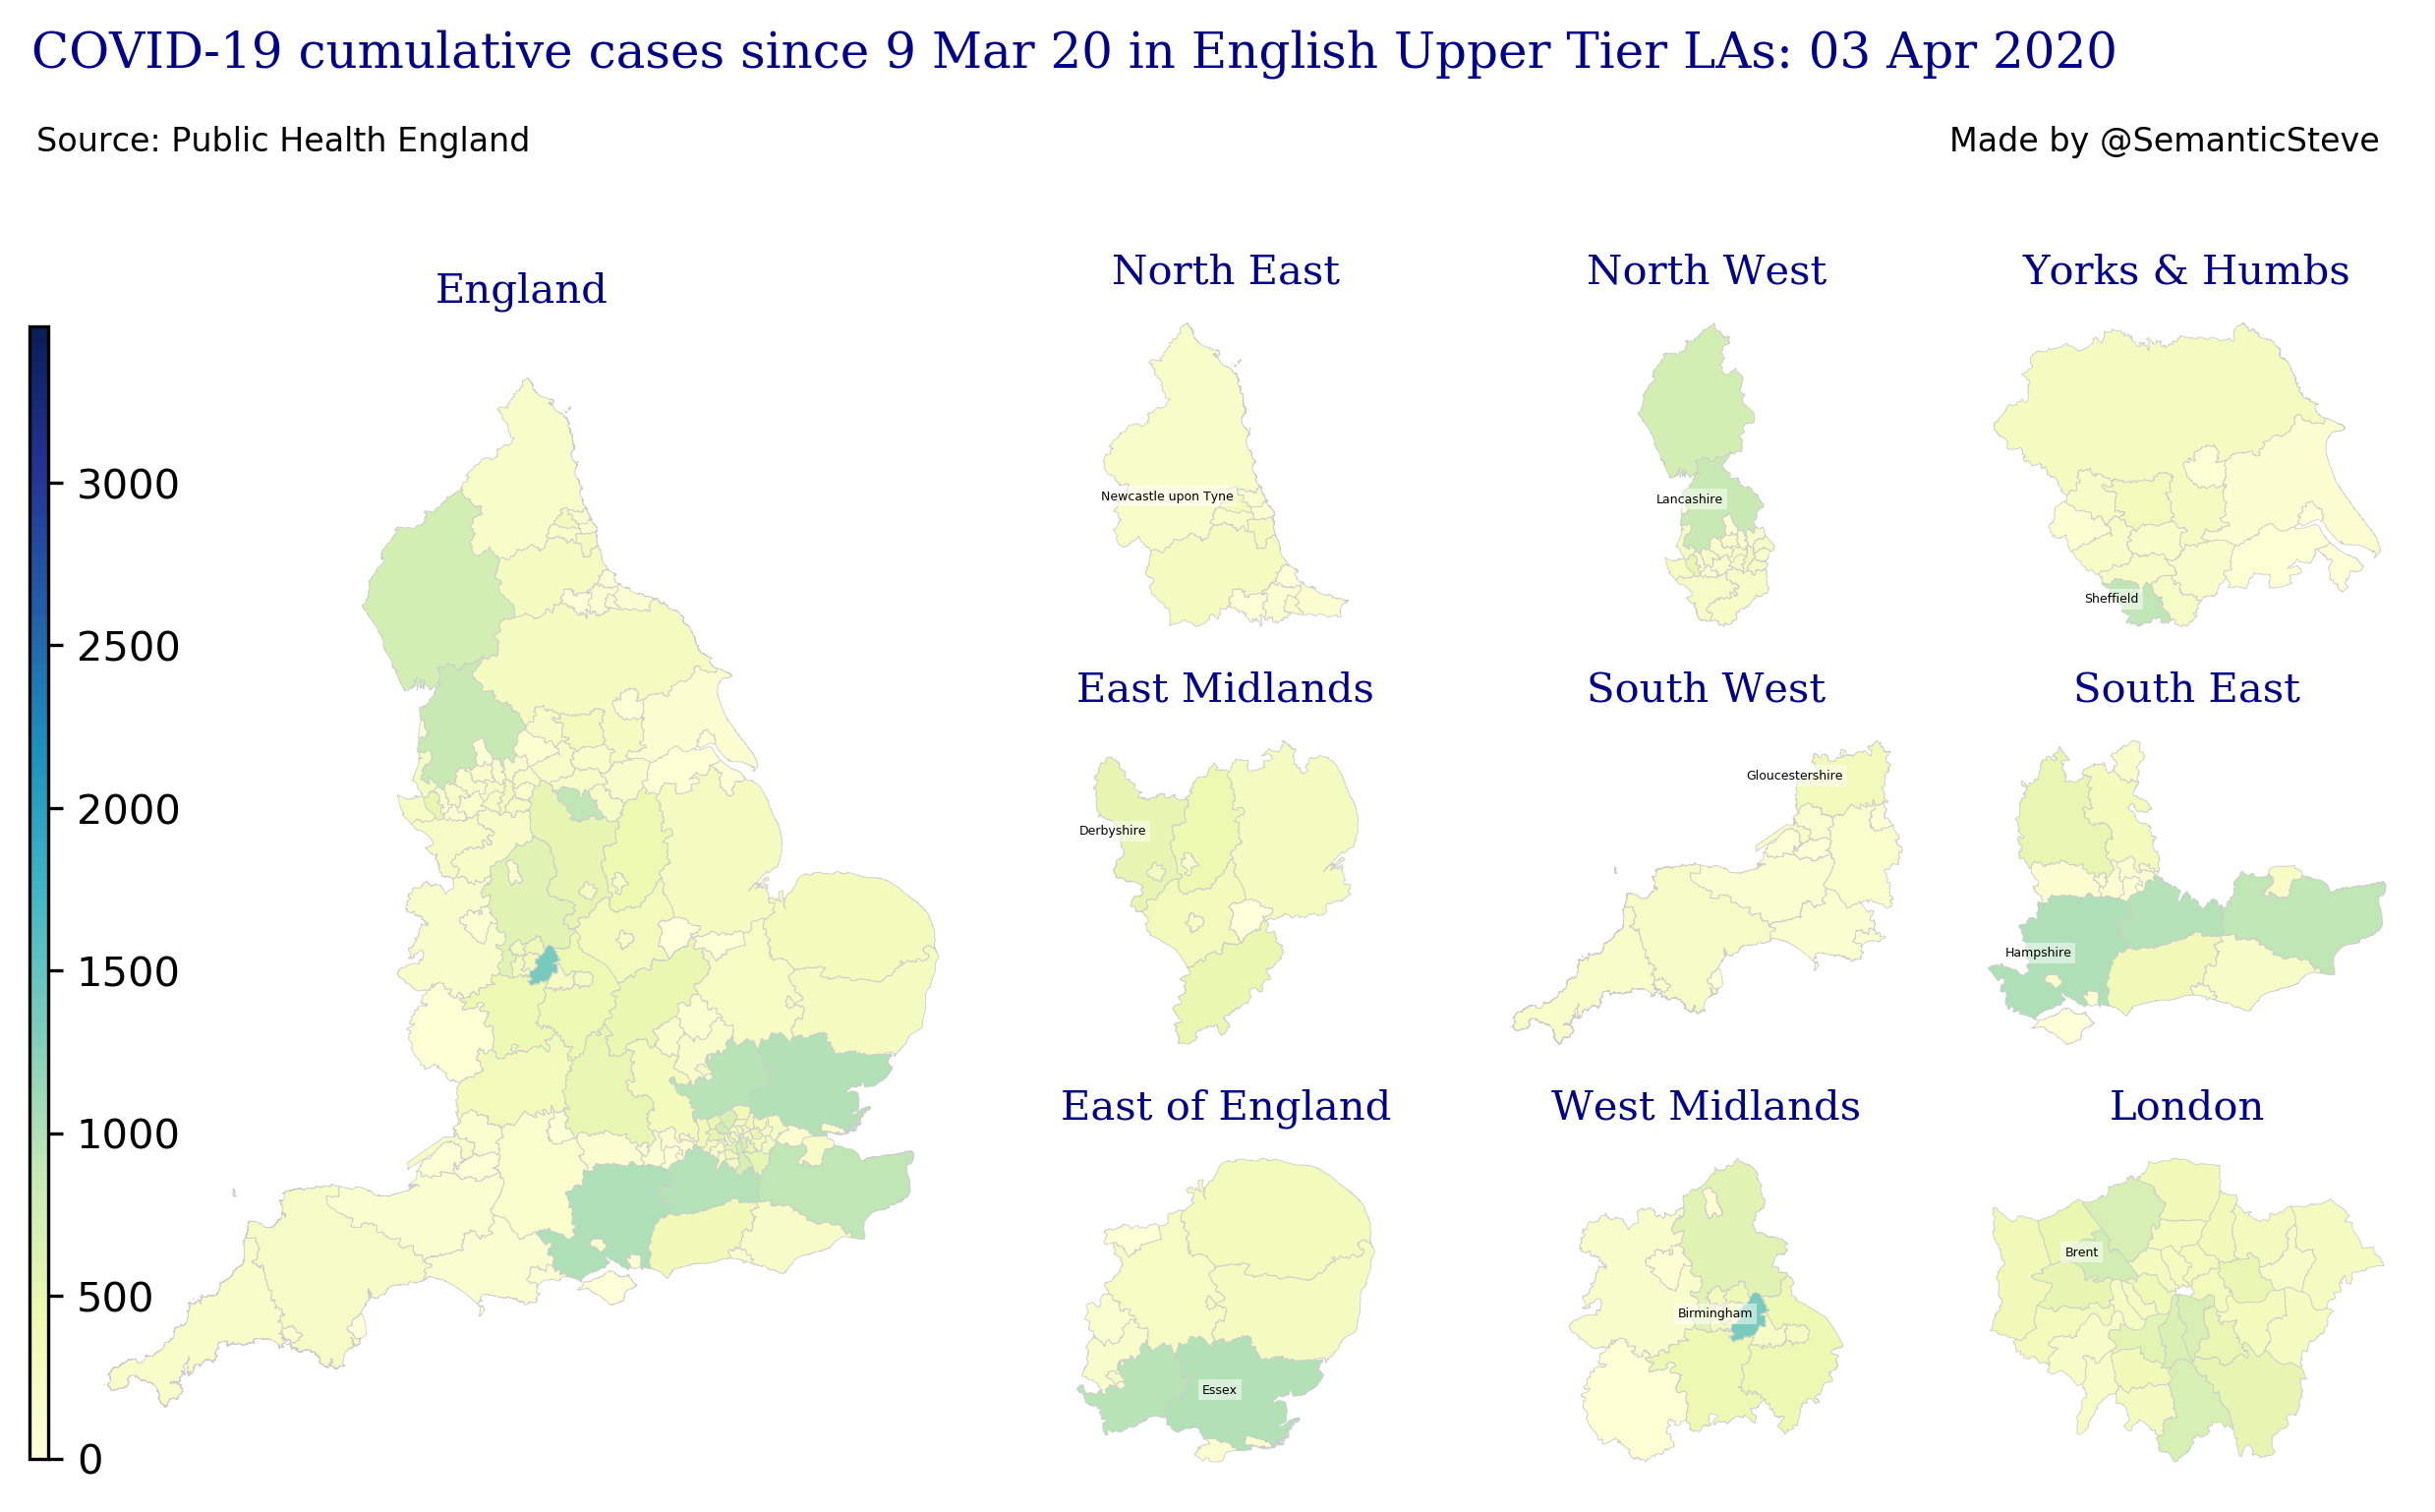 COVID-19 cumulative cases since 9 Mar 20 in English Upper Tier LAs: 03 Apr 2020
Source: Public Health England
Made by @SemanticSteve
England
3000
2500
2000
1500
1000
500
0
North East
Newcastle upon Tyne
North West
Lancashire
Yorks & Humbs
Sheffield
East Midlands
Derbyshire
South West
Gloucestershire
South East
Hampshire
East of England
Essex
West Midlands
Birmingham
London
Brent